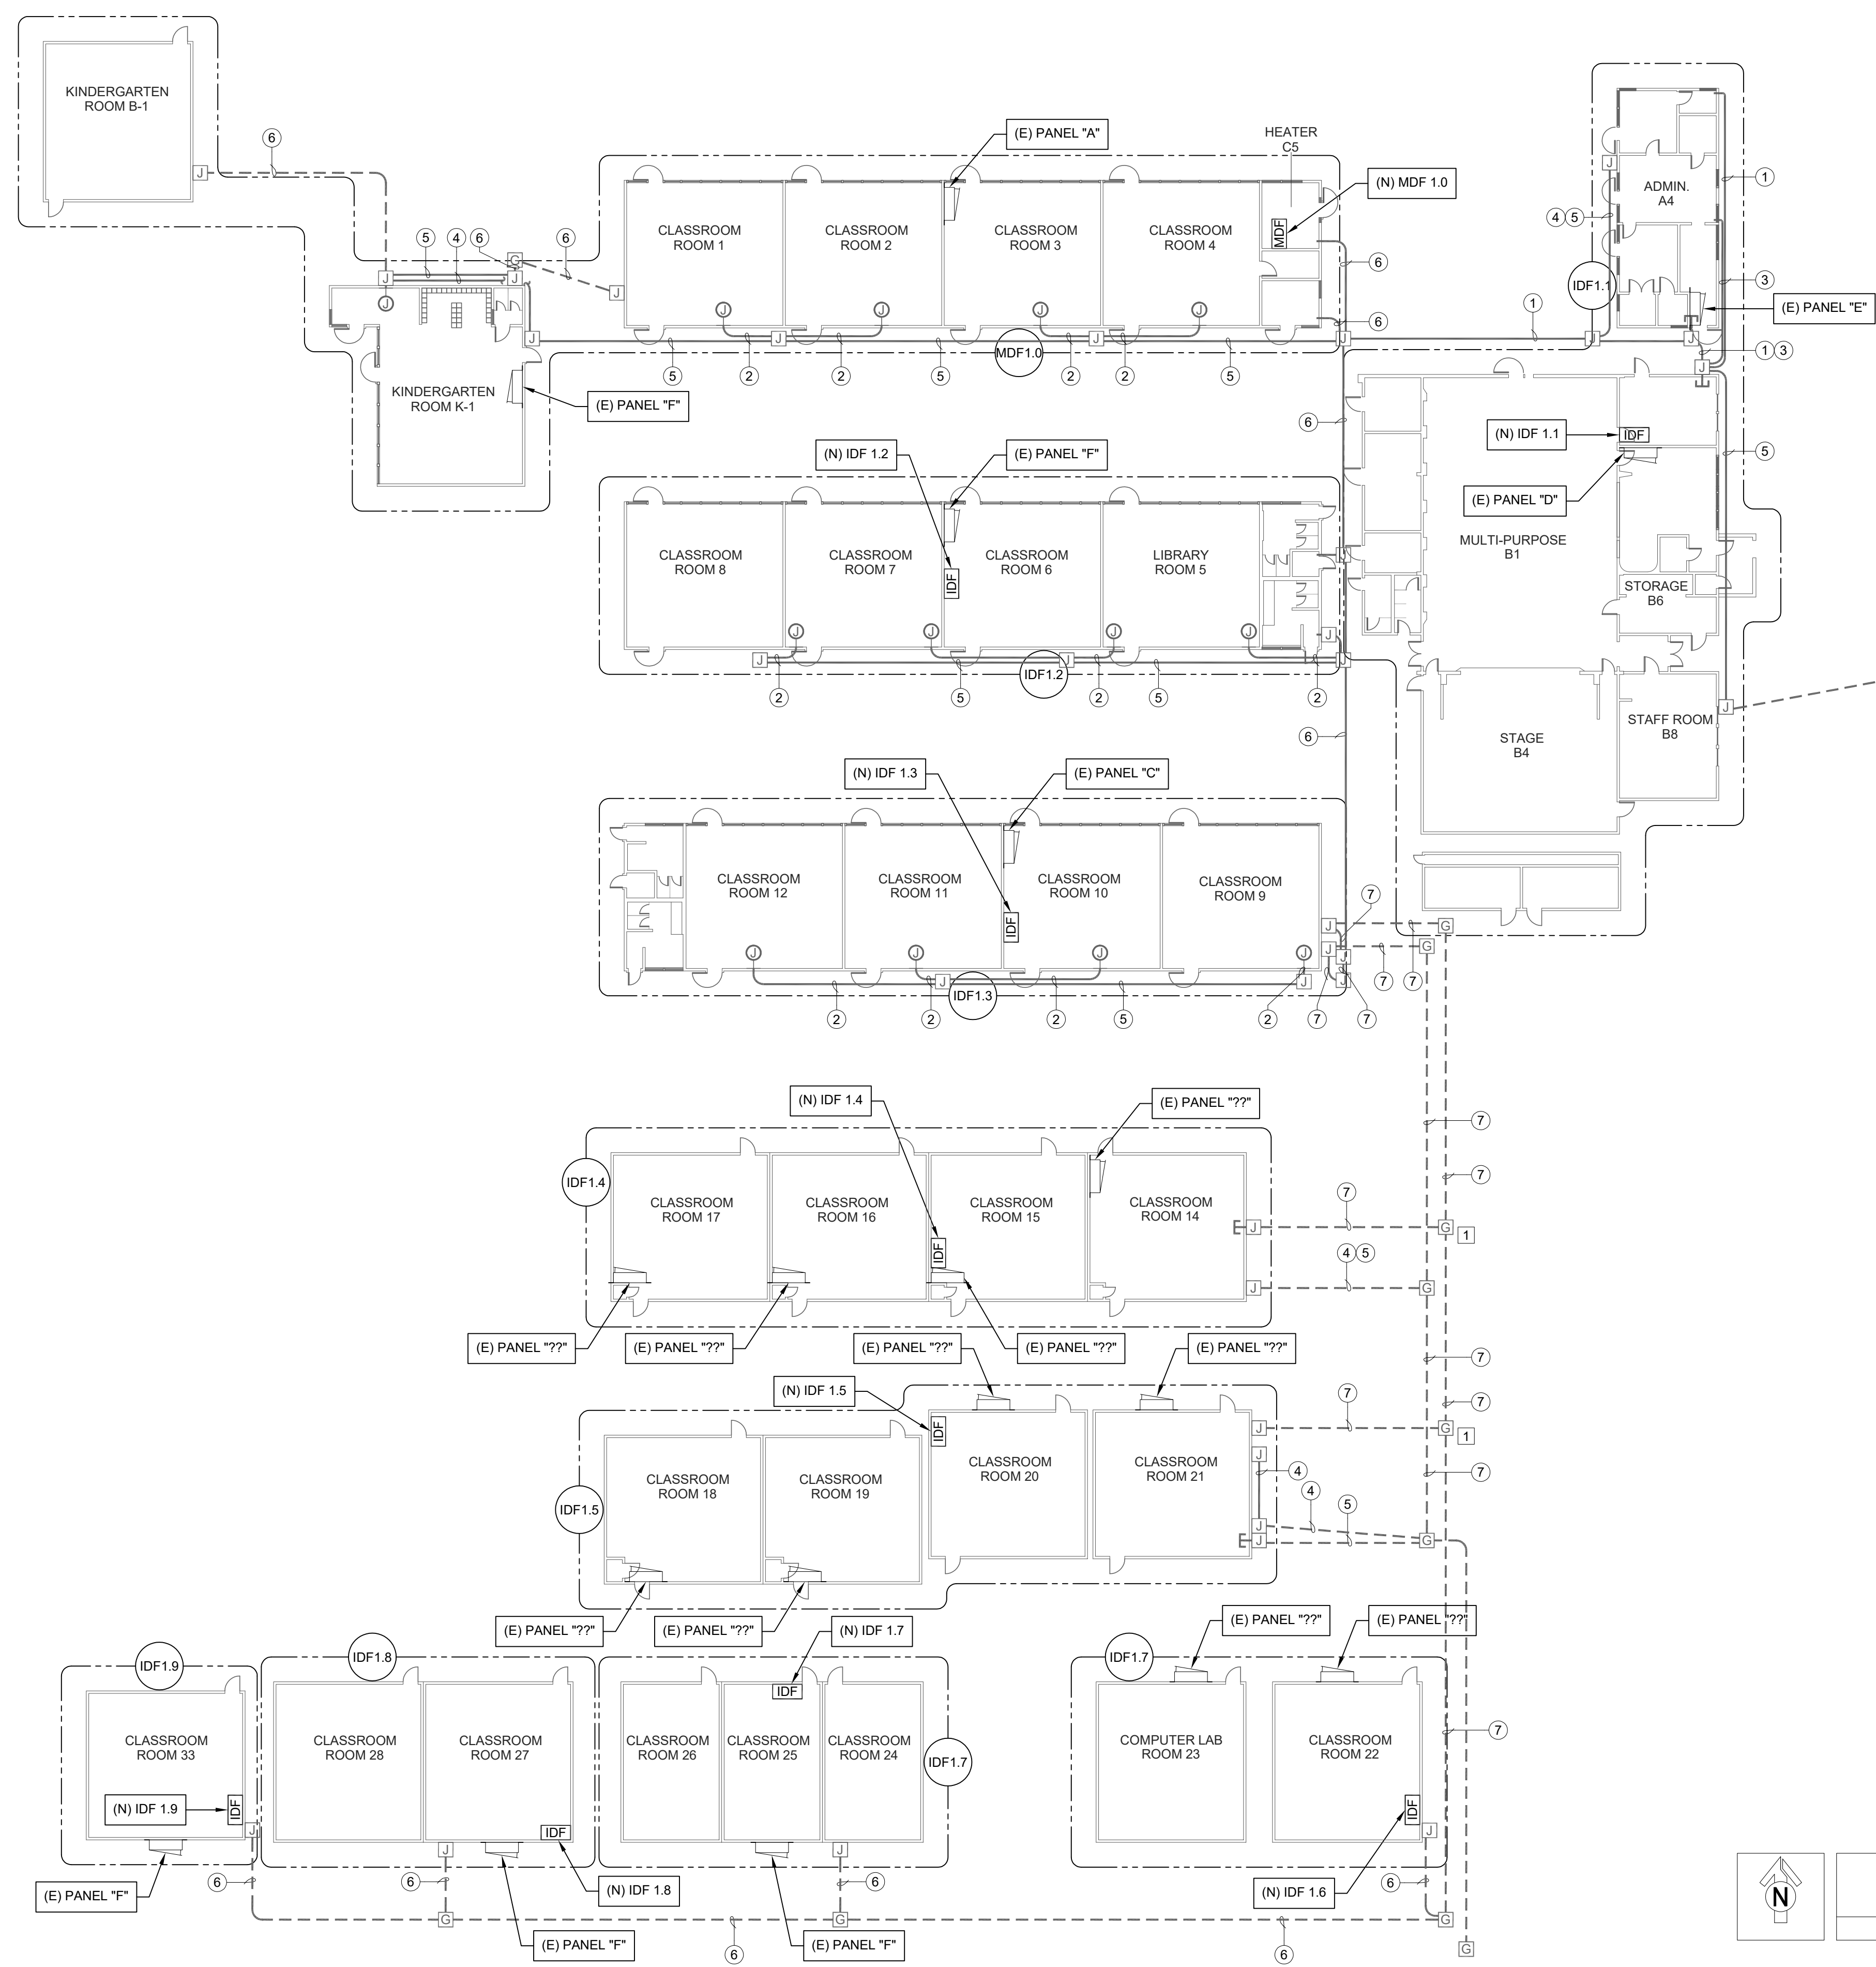 KINDERGARTEN
ROOM B-1
6
J
(E) PANEL "A"
HEATER
C5
(N) MDF 1.0
MDF
CLASSROOM
ROOM 1
CLASSROOM
ROOM 2
CLASSROOM
ROOM 3
CLASSROOM
ROOM 4
ADMIN.
A4
1
4
5
J
IDF1.1
3
(E) PANEL "E"
5
4
6
6
G
J
J
J
J
6
1
J
J
J
J
6
J
J
J
MDF1.0
J
J
J
1
3
J
5
2
2
5
2
2
5
KINDERGARTEN
ROOM K-1
(E) PANEL "F"
6
(N) IDF 1.1
IDF
(N) IDF 1.2
(E) PANEL "F"
5
(E) PANEL "D"
CLASSROOM
ROOM 8
CLASSROOM
ROOM 7
CLASSROOM
ROOM 6
LIBRARY
ROOM 5
IDF
J
MULTI-PURPOSE
B1
STORAGE
B6
J
J
J
J
J
J
J
J
IDF1.2
2
5
2
5
2
J
STAFF ROOM
B8
STAGE
B4
6
(N) IDF 1.3
(E) PANEL "C"
CLASSROOM
ROOM 12
CLASSROOM
ROOM 11
CLASSROOM
ROOM 10
CLASSROOM
ROOM 9
IDF
7
J
G
J
J
J
J
J
J
G
J
J
J
J
7
7
IDF1.3
2
2
2
5
2
7
7
(N) IDF 1.4
(E) PANEL "??"
7
7
IDF1.4
CLASSROOM
ROOM 17
CLASSROOM
ROOM 16
CLASSROOM
ROOM 15
CLASSROOM
ROOM 14
IDF
7
J
G
1
4
5
J
G
(E) PANEL "??"
(E) PANEL "??"
(E) PANEL "??"
(E) PANEL "??"
(E) PANEL "??"
7
7
(N) IDF 1.5
IDF
7
J
G
1
J
4
7
CLASSROOM
ROOM 18
CLASSROOM
ROOM 19
CLASSROOM
ROOM 20
CLASSROOM
ROOM 21
IDF1.5
4
5
J
J
G
(E) PANEL "??"
(E) PANEL "??"
(N) IDF 1.7
(E) PANEL "??"
(E) PANEL "??"
IDF1.9
IDF1.8
IDF1.7
IDF
CLASSROOM
ROOM 33
CLASSROOM
ROOM 28
CLASSROOM
ROOM 27
CLASSROOM
ROOM 26
CLASSROOM
ROOM 25
CLASSROOM
ROOM 24
IDF1.7
COMPUTER LAB
ROOM 23
CLASSROOM
ROOM 22
7
(N) IDF 1.9
IDF
IDF
IDF
J
J
J
J
(E) PANEL "F"
6
6
(N) IDF 1.8
6
(N) IDF 1.6
6
N
G
G
G
(E) PANEL "F"
6
(E) PANEL "F"
6
G